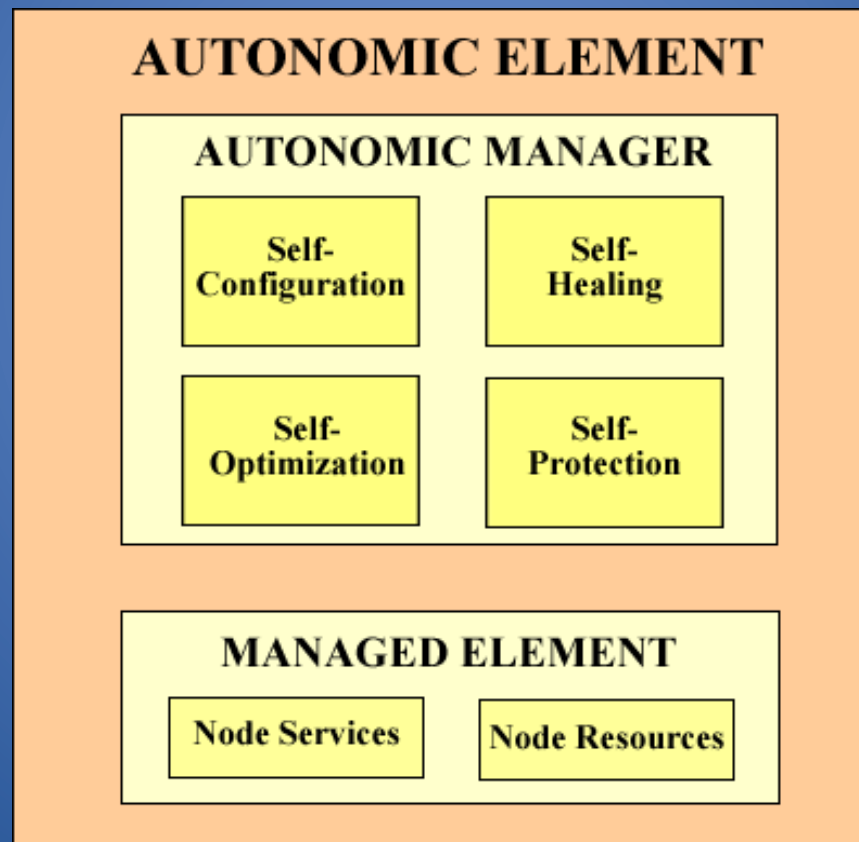 AUTONOMIC ELEMENT
AUTONOMIC MANAGER
Self-
Configuration
Self-
Healing
Self-
Optimization
Self-
Protection
MANAGED ELEMENT
Node Services
Node Resources